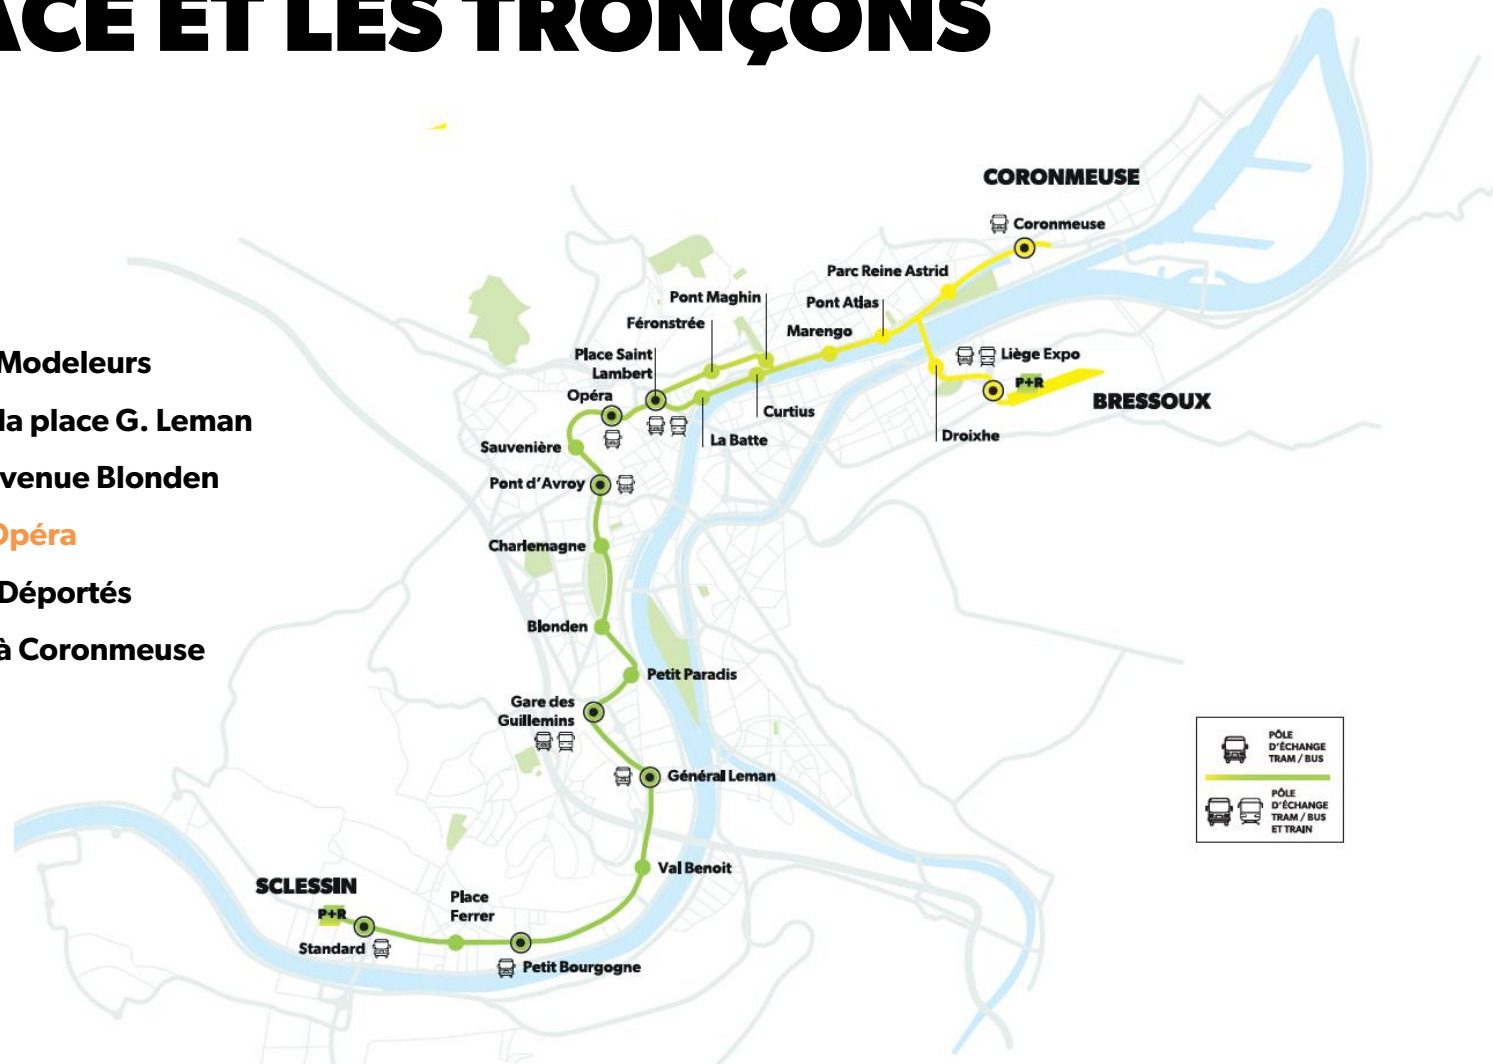 ACE ET LES TRONÇONS
Modeleurs
la place G. Leman
venue Blonden
Opéra
Déportés
à Coronmeuse
CORONMEUSE
Coronmeuse
Parc Reine Astrid
Pont Maghin
Pont Atlas
Féronstrée
Marengo
Place Saint
Lambert
Liège Expo
P+R
BRESSOUX
Opéra
Curtius
La Batte
Droixhe
Sauvenière
Pont d'Avroy
Charlemagne
Blonden
Petit Paradis
Gare des
Guillemins
Général Leman
Val Benoit
SCLESSIN
P+R
Standard
Place
Ferrer
Petit Bourgogne
PÔLE
D'ÉCHANGE
TRAM / BUS
PÔLE
D'ÉCHANGE
TRAM / BUS
ET TRAIN